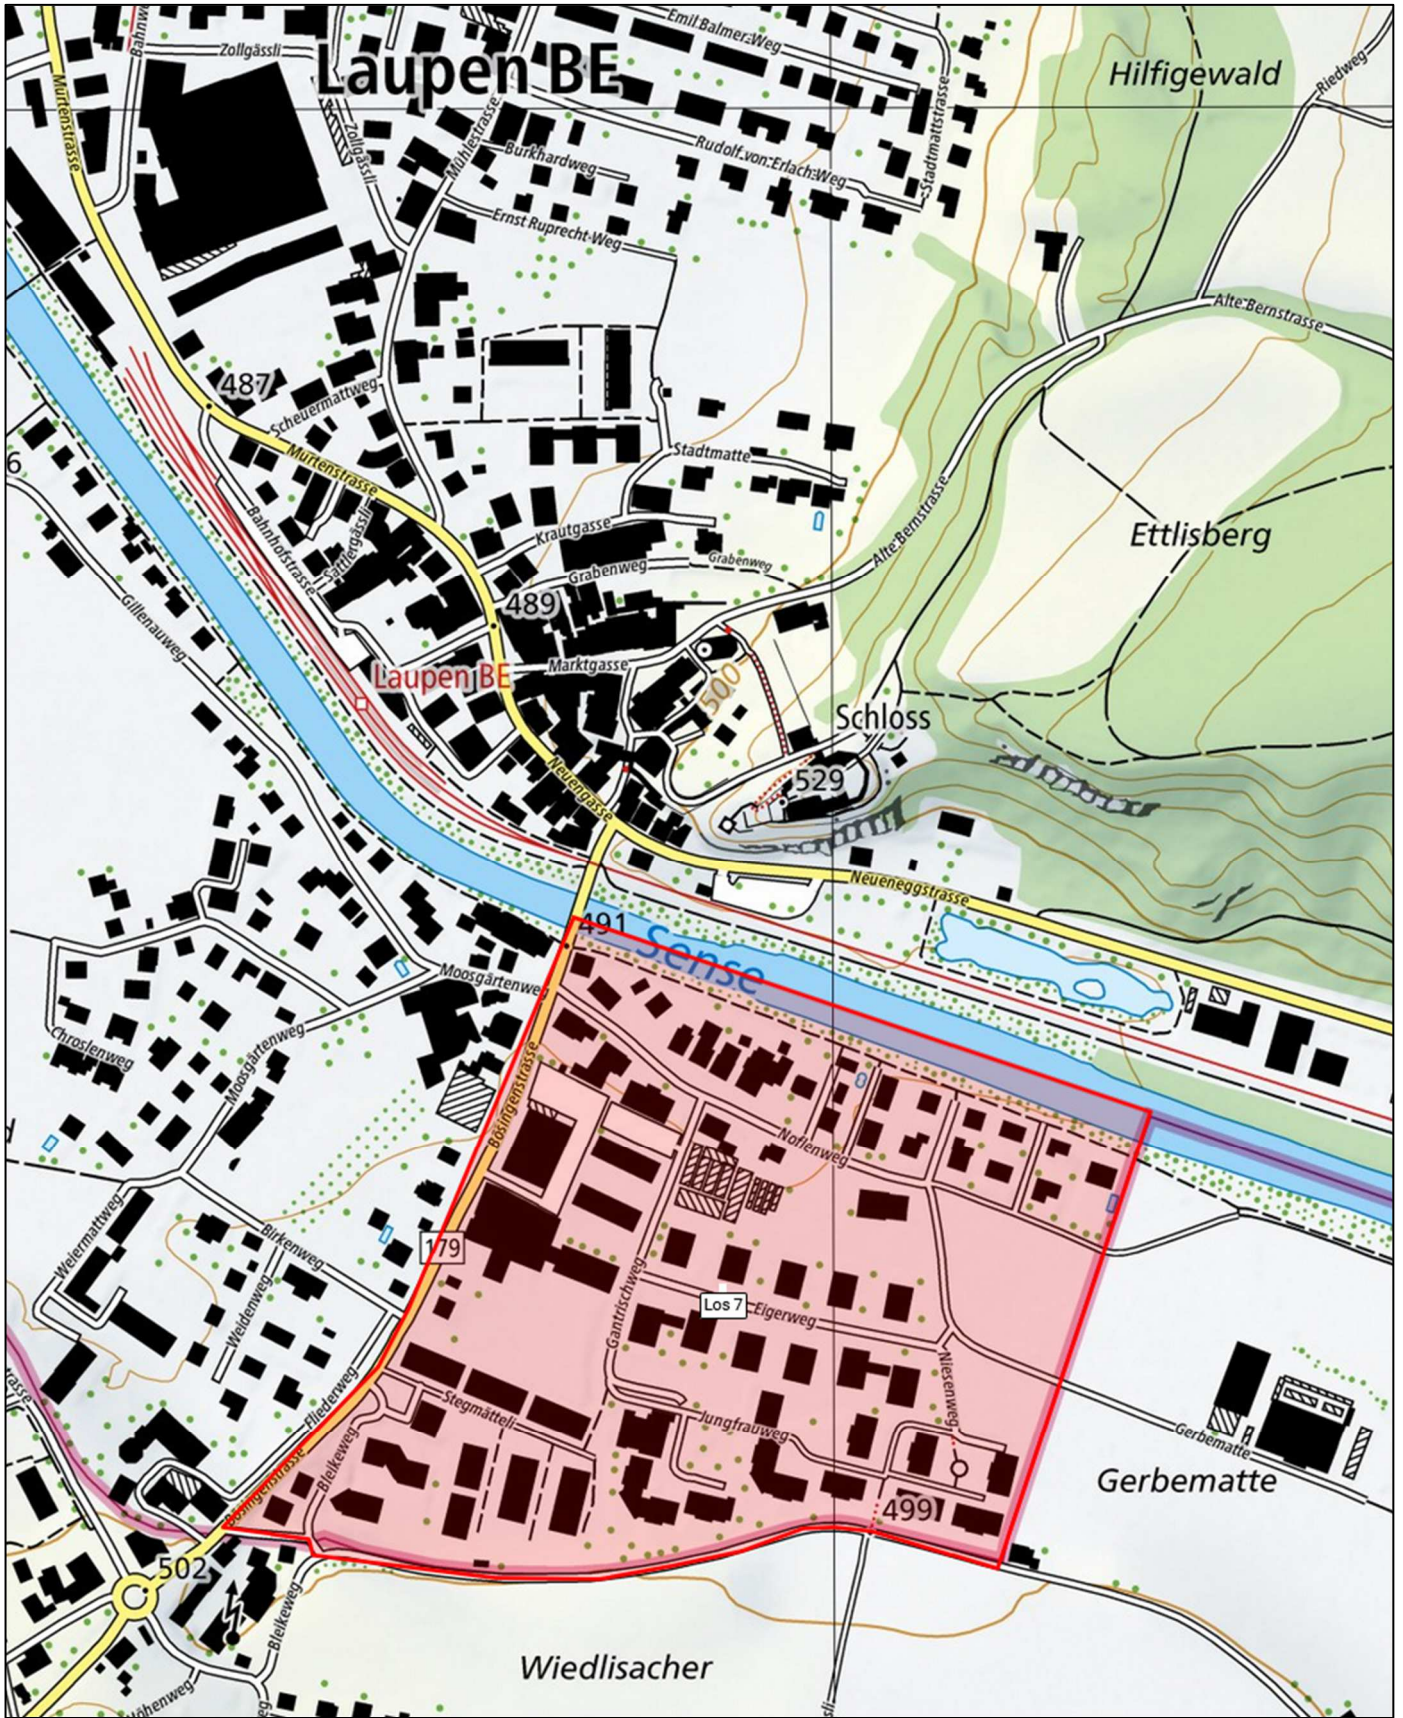 Emil Balmer-Weg
Zollgässli
Laupen BE
Hilfigewald
Riedweg
Murtenstrasse
Zollgässli
Mühlestrasse
Burkhardweg
Rudolf-von-Erlach-Weg
Stadtmattstrasse
Ernst Ruprecht-Weg
Alte Bernstrasse
487
Scheuermattweg
Murtenstrasse
Stadtmatte
6
Bahnhofstrasse
Sattlergässli
Krautgasse
Alte Bernstrasse
Ettlisberg
Grabenweg
Grabenweg
489
Gillenauweg
Marktgasse
Laupen BE
500
Schloss
529
Neuengasse
Neueneggstrasse
491
Sense
Moosgärtenweg
Chroslenweg
Moosgärtenweg
Bösingenstrasse
Noflenweg
Weiermattweg
Birkenweg
179
Weidenweg
Gantrischweg
Los 7
Eigerweg
Niesenweg
Fliederweg
Stegmätteli
Jungfrauweg
Gerbematte
Bleikeweg
Gerbematte
Bösingenstrasse
499
502
Bleikeweg
Wiedlisacher
Höhenweg